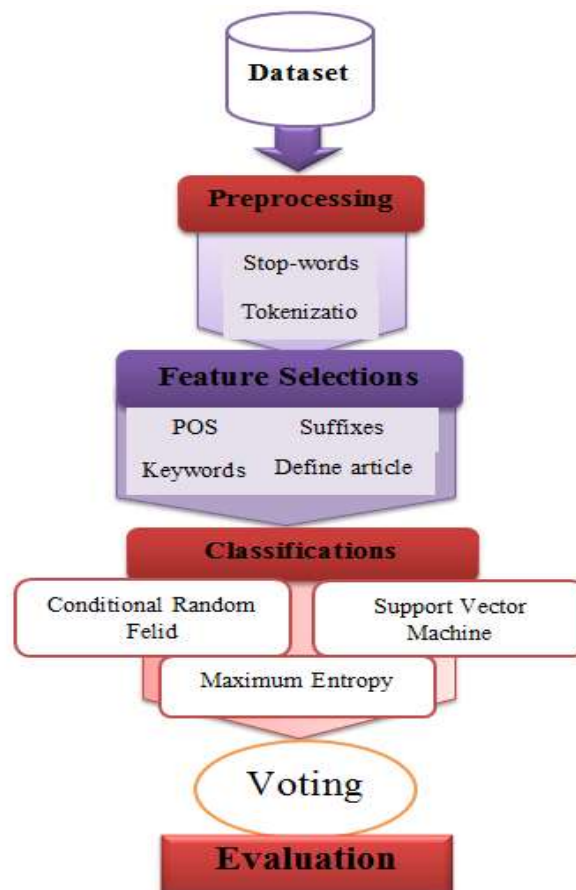 Dataset
Preprocessing
Stop-words
Tokenizatio
Feature Selections
POS
Suffixes
Keywords
Define article
Classifications
Conditional Random
Felid
Support Vector
Machine
Maximum Entropy
Voting
Evaluation